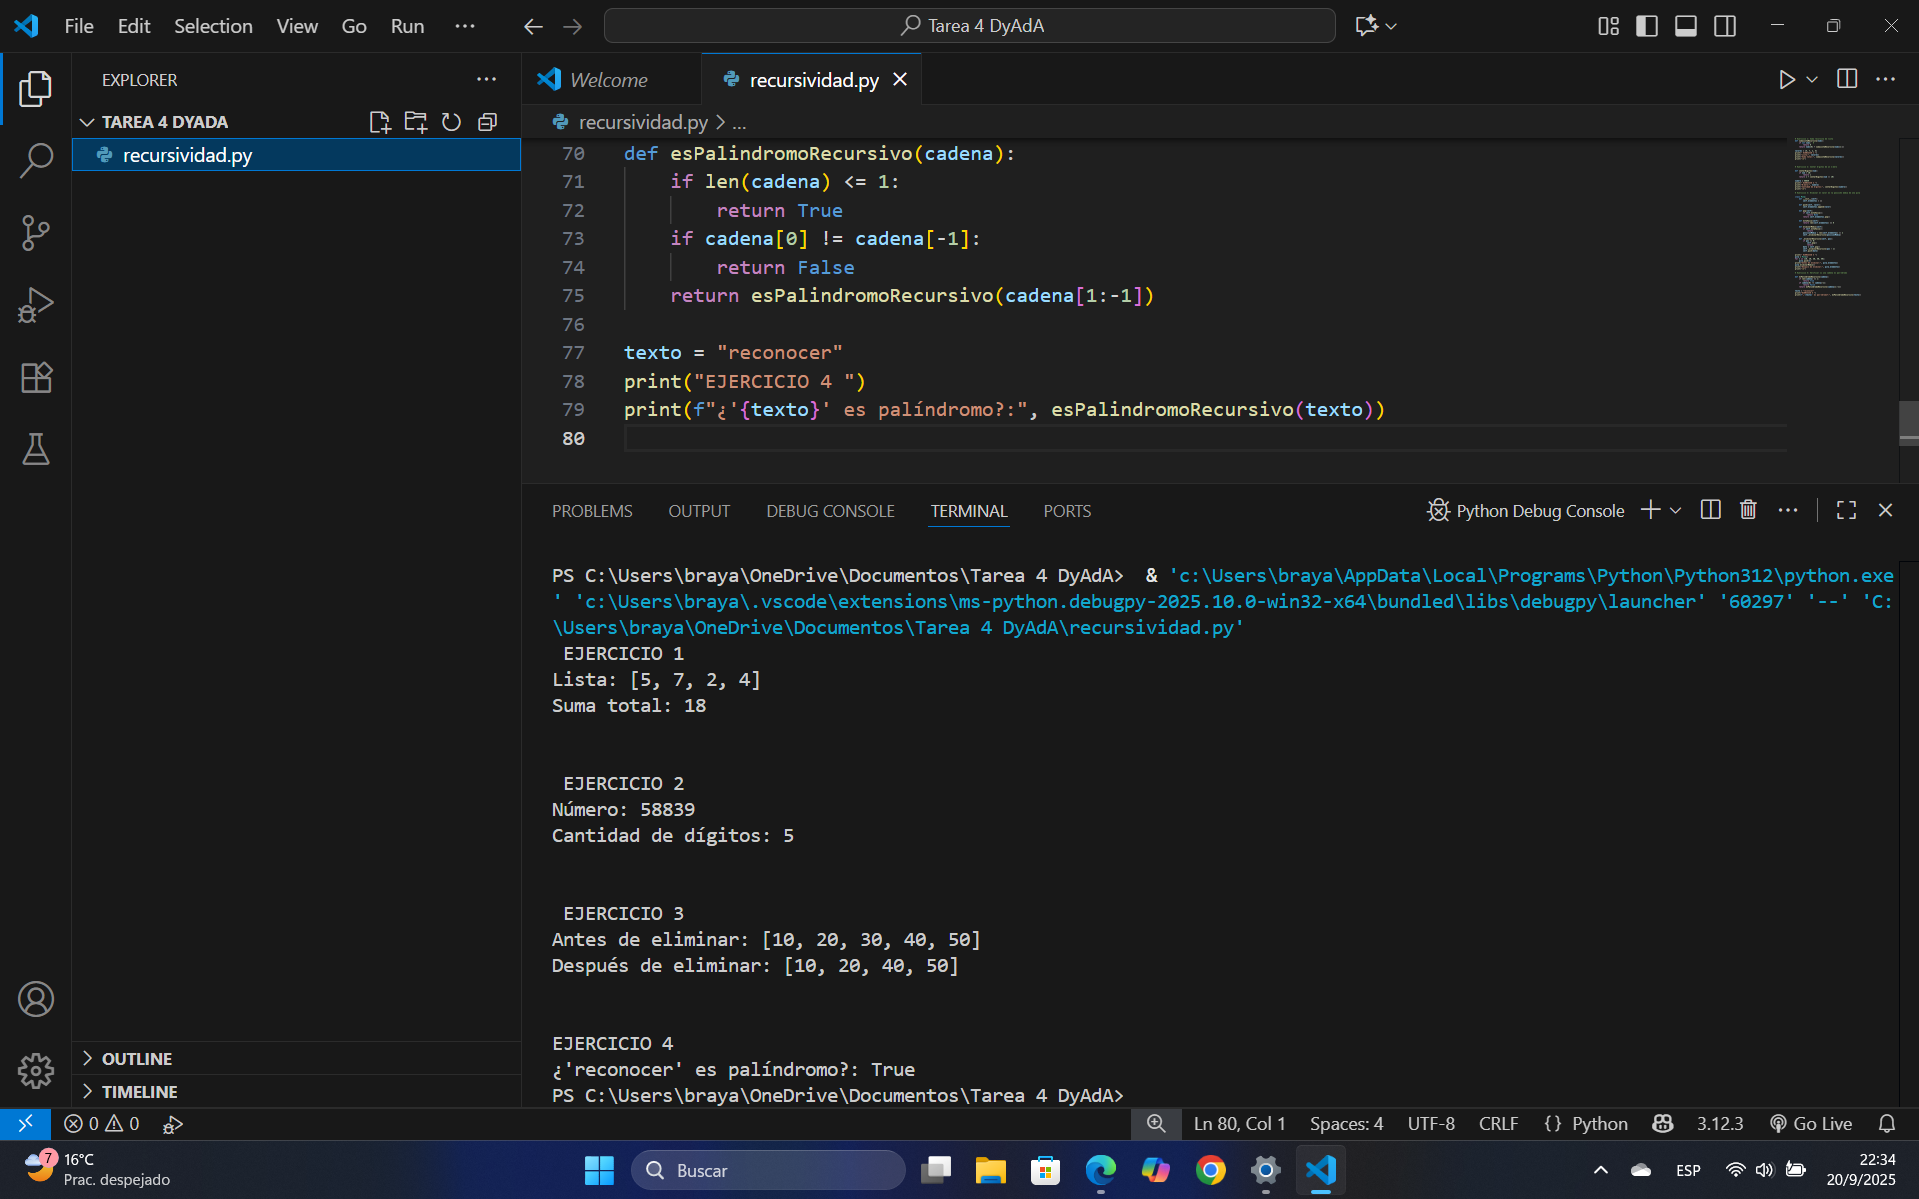 File Edit Selection View Go Run ...
Tarea 4 DyAdA
EXPLORER
TAREA 4 DYADA
recursividad.py
Welcome
recursividad.py
recursividad.py > ...
70 def esPalindromoRecursivo(cadena):
71 if len(cadena) <= 1:
72 return True
73 if cadena[0] != cadena[-1]:
74 return False
75 return esPalindromoRecursivo(cadena[1:-1])
76
77 texto = "reconocer"
78 print("EJERCICIO 4 ")
79 print(f"¿'{texto}' es palíndromo?:", esPalindromoRecursivo(texto))
80
PROBLEMS OUTPUT DEBUG CONSOLE TERMINAL PORTS
Python Debug Console
PS C:\Users\braya\OneDrive\Documentos\Tarea 4 DyAdA>  & 'c:\Users\braya\AppData\Local\Programs\Python\Python312\python.exe
' 'c:\Users\braya\.vscode\extensions\ms-python.debugpy-2025.10.0-win32-x64\bundled\libs\debugpy\launcher' '60297' '--' 'C:
\Users\braya\OneDrive\Documentos\Tarea 4 DyAdA\recursividad.py'
EJERCICIO 1
Lista: [5, 7, 2, 4]
Suma total: 18
EJERCICIO 2
Número: 58839
Cantidad de dígitos: 5
EJERCICIO 3
Antes de eliminar: [10, 20, 30, 40, 50]
Después de eliminar: [10, 20, 40, 50]
EJERCICIO 4
¿'reconocer' es palíndromo?: True
PS C:\Users\braya\OneDrive\Documentos\Tarea 4 DyAdA>
OUTLINE
TIMELINE
0 0
Ln 80, Col 1 Spaces: 4 UTF-8 CRLF {} Python 3.12.3 Go Live
7
16°C
Prac. despejado
Buscar
ESP
22:34
20/9/2025